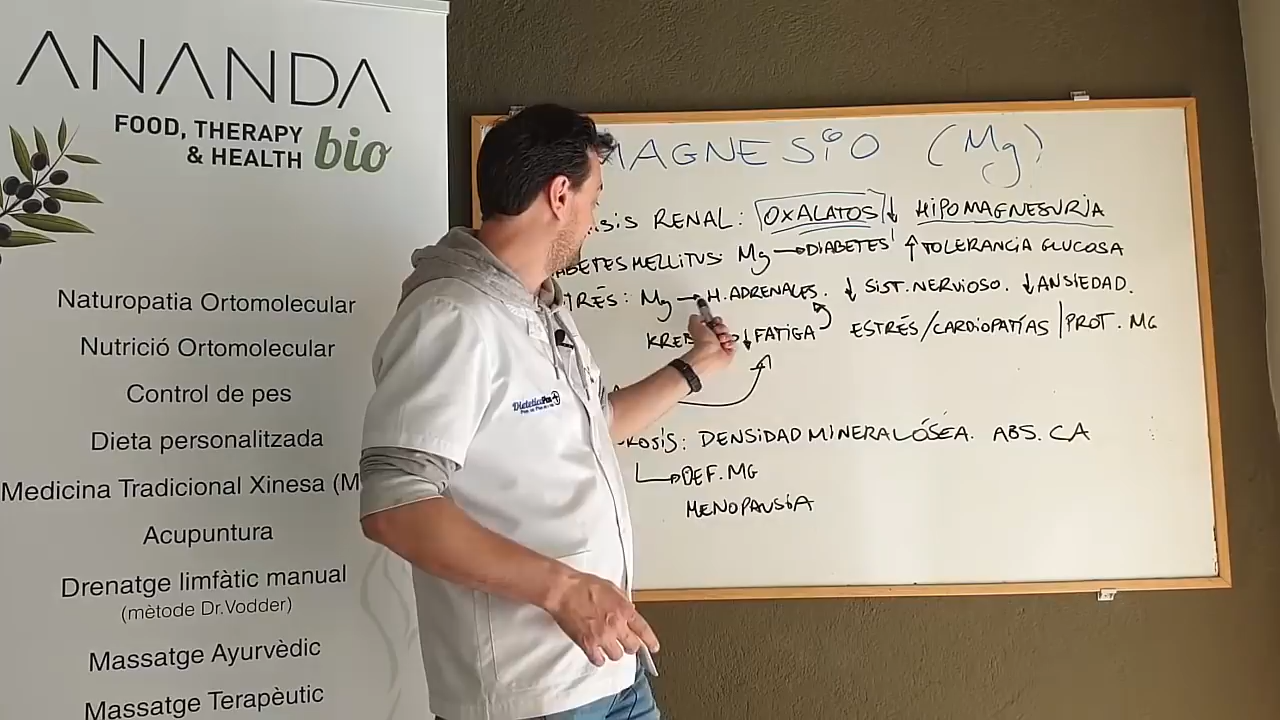 ANANDA
FOOD, THERAPY
& HEALTH bio
Naturopatia Ortomolecular
Nutrició Ortomolecular
Control de pes
Dieta personalitzada
Medicina Tradicional Xinesa (M
Acupuntura
Drenatge limfàtic manual
(mètode Dr.Vodder)
Massatge Ayurvèdic
Massatge Terapèutic
MAGNESIO (Mg)
RENAL: OXALATOS ↓ HIPOMAGNESURIA
MELLITUS: Mg → DIABETES ↑ TOLERANCIA GLUCOSA
TRÉS: Mg → H. ADRENALES. ↓ SIST. NERVIOSO. ↓ ANSIEDAD.
↓ FATIGA ESTRÉS/CARDIOPATÍAS | PROT. MG
ROSIS: DENSIDAD MINERAL ÓSEA. ABS. CA
→ DEF. MG
MENOPAUSIA